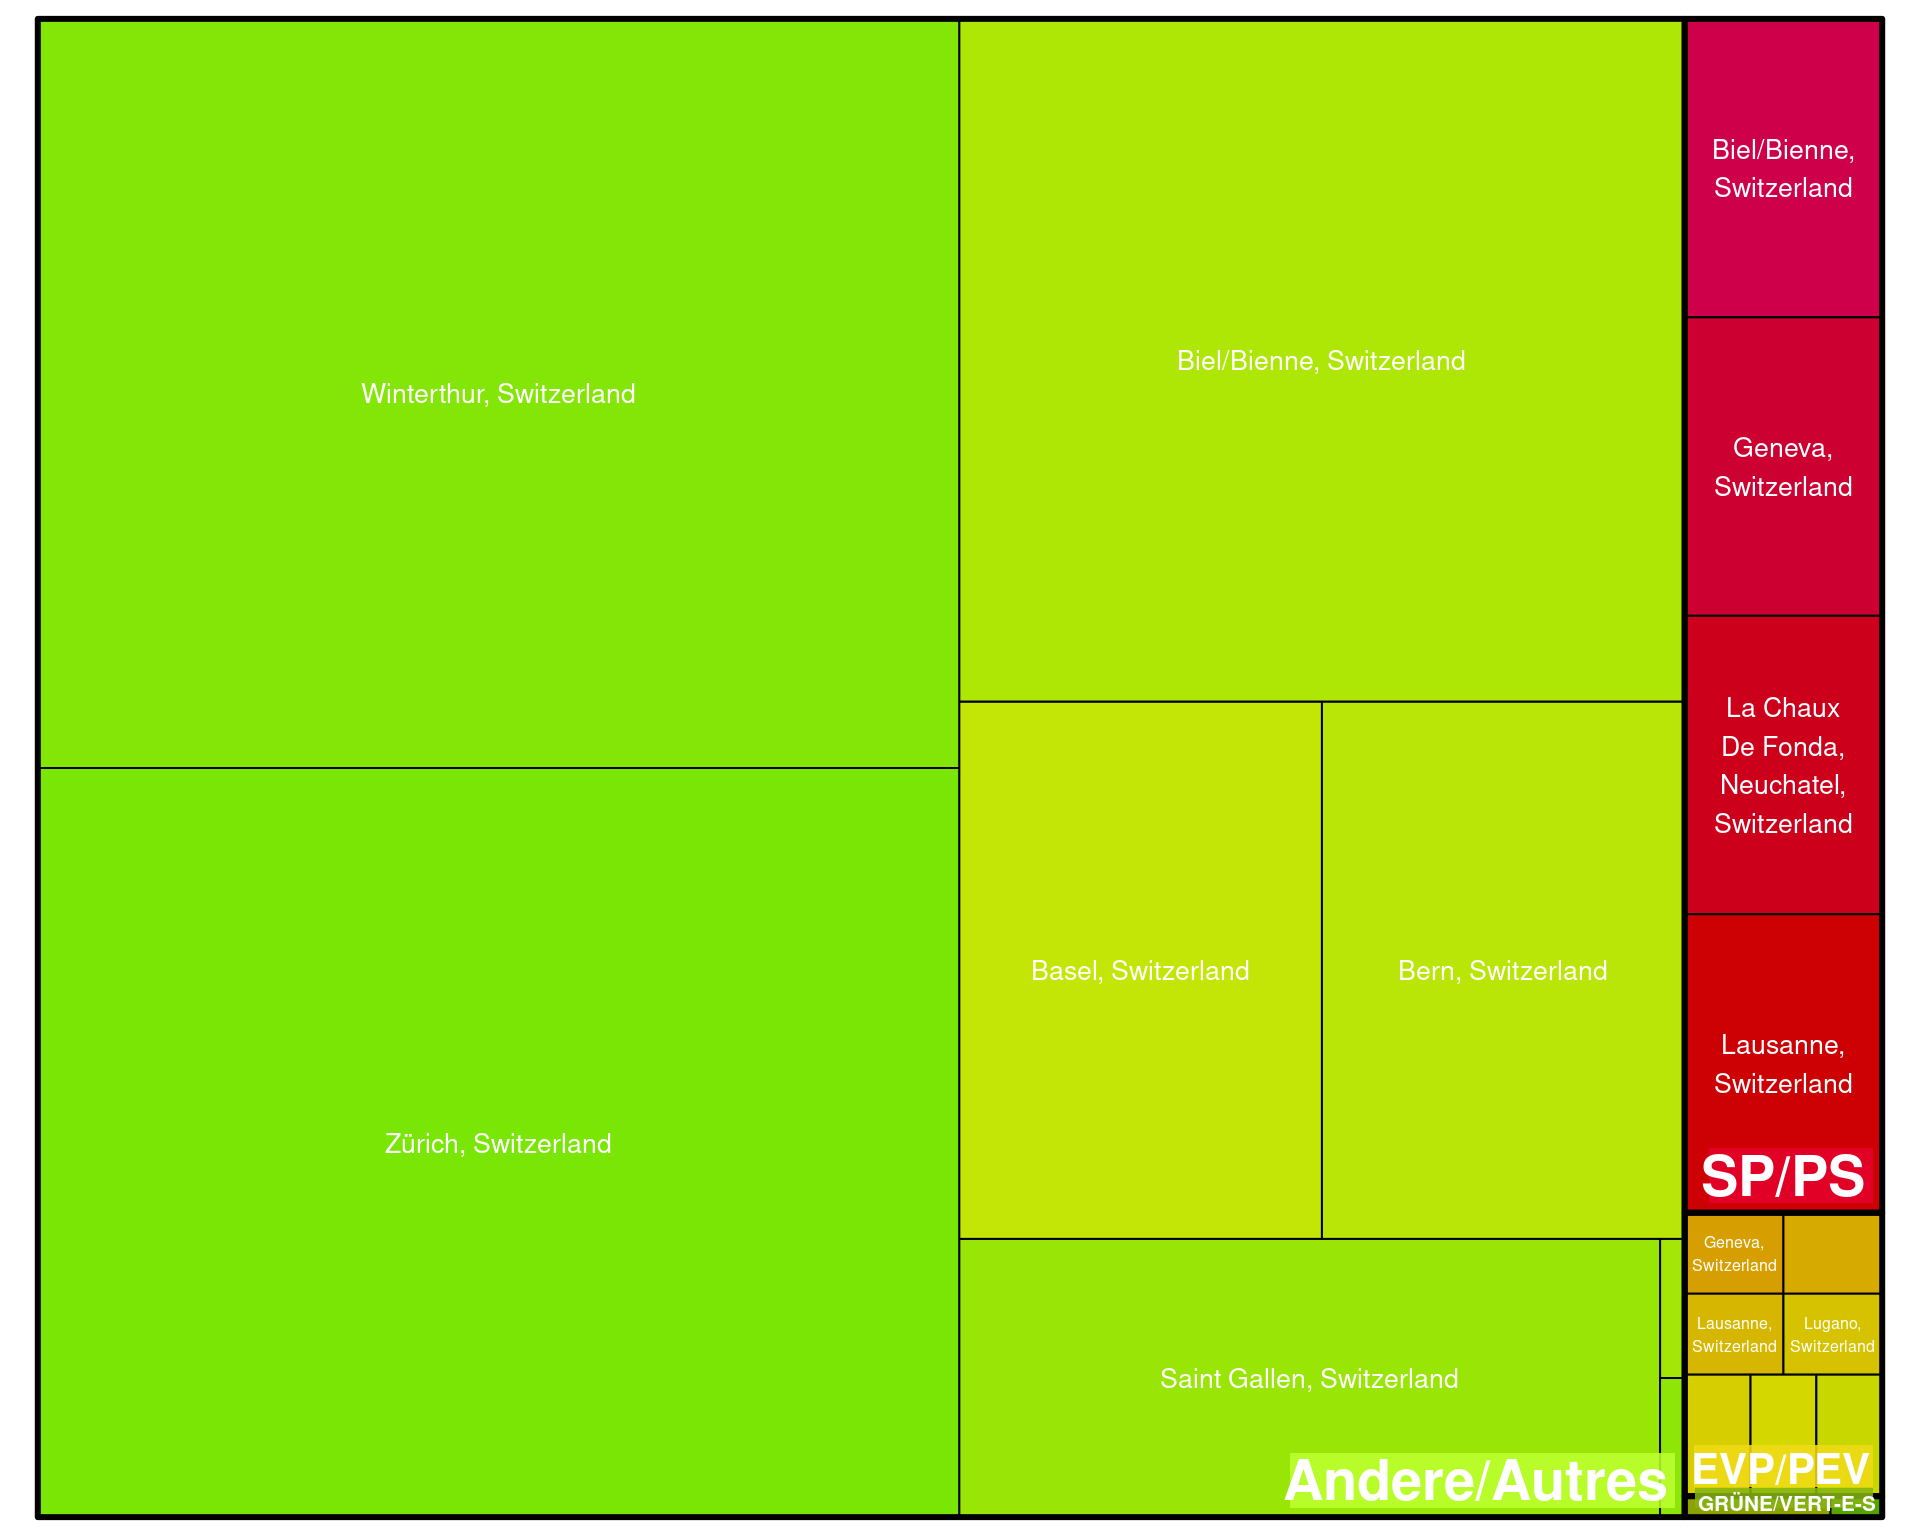 Winterthur, Switzerland
Zürich, Switzerland
Biel/Bienne, Switzerland
Basel, Switzerland
Bern, Switzerland
Saint Gallen, Switzerland
Andere/Autres
Biel/Bienne,
Switzerland
Geneva,
Switzerland
La Chaux
De Fonda,
Neuchatel,
Switzerland
Lausanne,
Switzerland
SP/PS
Geneva,
Switzerland
Lausanne,
Switzerland
Lugano,
Switzerland
EVP/PEV
GRÜNE/VERT-E-S